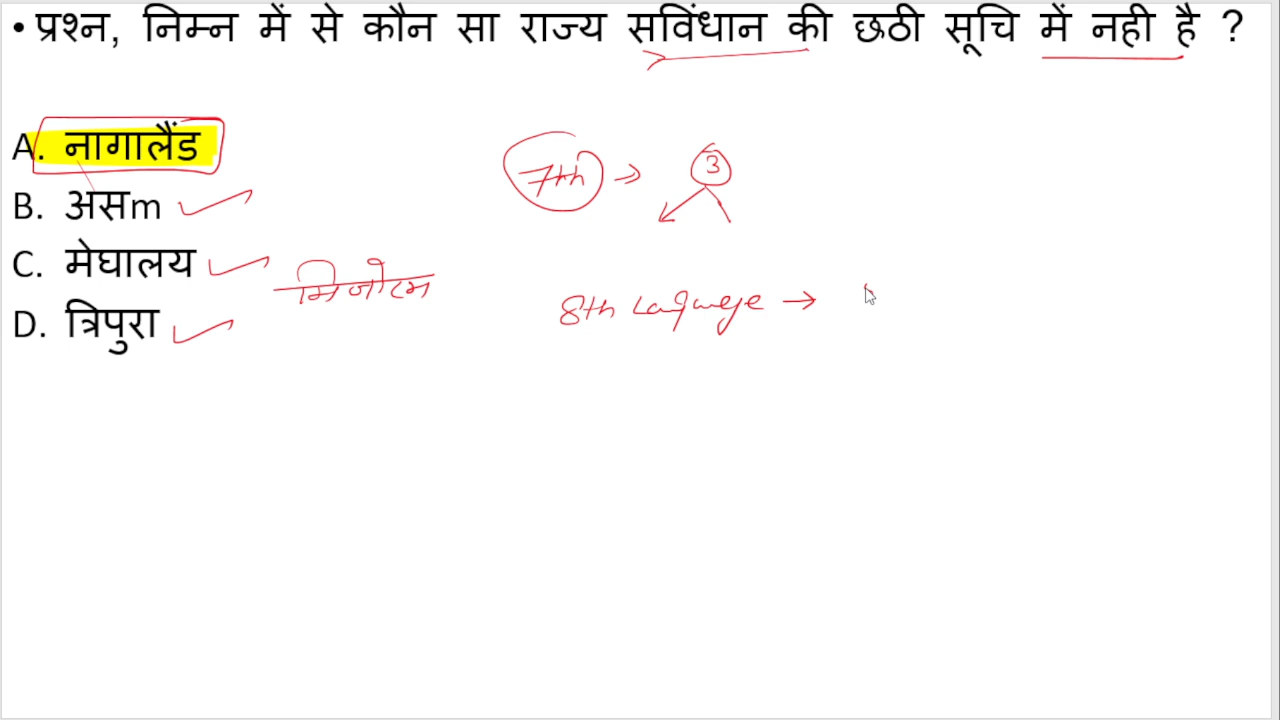 • प्रश्न, निम्न में से कौन सा राज्य सविंधान की छठी सूचि में नही है ?
A. नागालैंड
7th → 3
B. असm
C. मेघालय
मिजोरम
8th Language →
D. त्रिपुरा